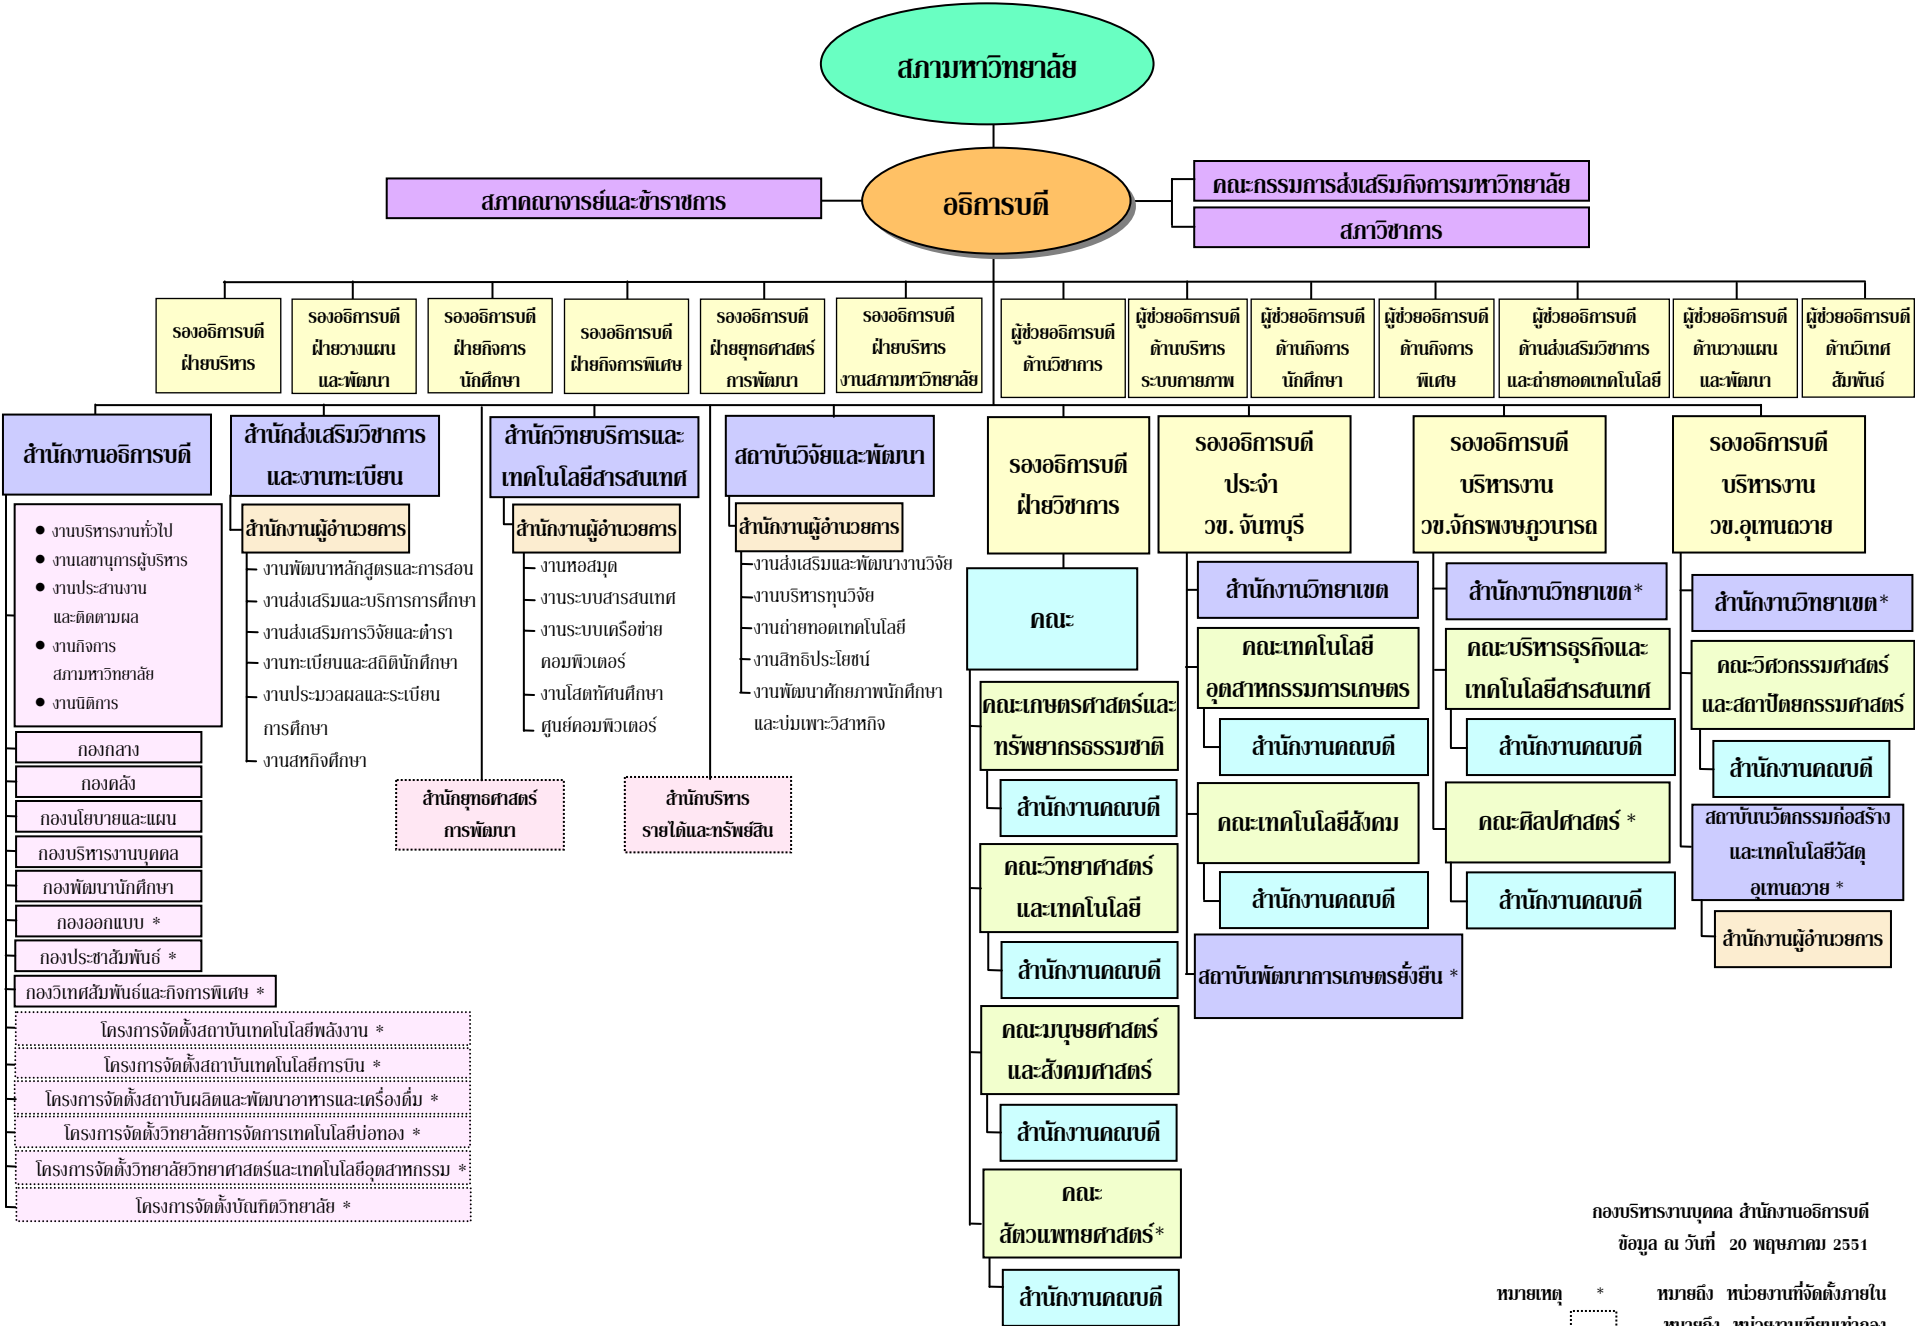 สภามหาวิทยาลัย
สภาคณาจารย์และข้าราชการ
อธิการบดี
คณะกรรมการส่งเสริมกิจการมหาวิทยาลัย
สภาวิชาการ
รองอธิการบดี
ฝ่ายบริหาร
รองอธิการบดี
ฝ่ายวางแผน
และพัฒนา
รองอธิการบดี
ฝ่ายกิจการ
นักศึกษา
รองอธิการบดี
ฝ่ายกิจการพิเศษ
รองอธิการบดี
ฝ่ายยุทธศาสตร์
การพัฒนา
รองอธิการบดี
ฝ่ายบริหาร
งานสภามหาวิทยาลัย
ผู้ช่วยอธิการบดี
ด้านวิชาการ
ผู้ช่วยอธิการบดี
ด้านบริหาร
ระบบกายภาพ
ผู้ช่วยอธิการบดี
ด้านกิจการ
นักศึกษา
ผู้ช่วยอธิการบดี
ด้านกิจการ
พิเศษ
ผู้ช่วยอธิการบดี
ด้านส่งเสริมวิชาการ
และถ่ายทอดเทคโนโลยี
ผู้ช่วยอธิการบดี
ด้านวางแผน
และพัฒนา
ผู้ช่วยอธิการบดี
ด้านวิเทศ
สัมพันธ์
สำนักงานอธิการบดี
● งานบริหารงานทั่วไป
● งานเลขานุการผู้บริหาร
● งานประสานงาน
และติดตามผล
● งานกิจการ
สภามหาวิทยาลัย
● งานนิติการ
กองกลาง
กองคลัง
กองนโยบายและแผน
กองบริหารงานบุคคล
กองพัฒนานักศึกษา
กองออกแบบ *
กองประชาสัมพันธ์ *
กองวิเทศสัมพันธ์และกิจการพิเศษ *
โครงการจัดตั้งสถาบันเทคโนโลยีพลังงาน *
โครงการจัดตั้งสถาบันเทคโนโลยีการบิน *
โครงการจัดตั้งสถาบันผลิตและพัฒนาอาหารและเครื่องดื่ม *
โครงการจัดตั้งวิทยาลัยการจัดการเทคโนโลยีบ่อทอง *
โครงการจัดตั้งวิทยาลัยวิทยาศาสตร์และเทคโนโลยีอุตสาหกรรม *
โครงการจัดตั้งบัณฑิตวิทยาลัย *
สำนักส่งเสริมวิชาการ
และงานทะเบียน
สำนักงานผู้อำนวยการ
งานพัฒนาหลักสูตรและการสอน
งานส่งเสริมและบริการการศึกษา
งานส่งเสริมการวิจัยและตำรา
งานทะเบียนและสถิตินักศึกษา
งานประมวลผลและระเบียน
การศึกษา
งานสหกิจศึกษา
สำนักยุทธศาสตร์
การพัฒนา
สำนักวิทยบริการและ
เทคโนโลยีสารสนเทศ
สำนักงานผู้อำนวยการ
งานหอสมุด
งานระบบสารสนเทศ
งานระบบเครือข่าย
คอมพิวเตอร์
งานโสตทัศนศึกษา
ศูนย์คอมพิวเตอร์
สำนักบริหาร
รายได้และทรัพย์สิน
สถาบันวิจัยและพัฒนา
สำนักงานผู้อำนวยการ
งานส่งเสริมและพัฒนางานวิจัย
งานบริหารทุนวิจัย
งานถ่ายทอดเทคโนโลยี
งานสิทธิประโยชน์
งานพัฒนาศักยภาพนักศึกษา
และบ่มเพาะวิสาหกิจ
รองอธิการบดี
ฝ่ายวิชาการ
คณะ
คณะเกษตรศาสตร์และ
ทรัพยากรธรรมชาติ
สำนักงานคณบดี
คณะวิทยาศาสตร์
และเทคโนโลยี
สำนักงานคณบดี
คณะมนุษยศาสตร์
และสังคมศาสตร์
สำนักงานคณบดี
คณะ
สัตวแพทยศาสตร์*
สำนักงานคณบดี
รองอธิการบดี
ประจำ
วข. จันทบุรี
สำนักงานวิทยาเขต
คณะเทคโนโลยี
อุตสาหกรรมการเกษตร
สำนักงานคณบดี
คณะเทคโนโลยีสังคม
สำนักงานคณบดี
สถาบันพัฒนาการเกษตรยั่งยืน *
รองอธิการบดี
บริหารงาน
วข.จักรพงษภูวนารถ
สำนักงานวิทยาเขต*
คณะบริหารธุรกิจและ
เทคโนโลยีสารสนเทศ
สำนักงานคณบดี
คณะศิลปศาสตร์ *
สำนักงานคณบดี
รองอธิการบดี
บริหารงาน
วข.อุเทนถวาย
สำนักงานวิทยาเขต*
คณะวิศวกรรมศาสตร์
และสถาปัตยกรรมศาสตร์
สำนักงานคณบดี
สถาบันนวัตกรรมก่อสร้าง
และเทคโนโลยีวัสดุ
อุเทนถวาย *
สำนักงานผู้อำนวยการ
กองบริหารงานบุคคล สำนักงานอธิการบดี
ข้อมูล ณ วันที่ 20 พฤษภาคม 2551
หมายเหตุ * หมายถึง หน่วยงานที่จัดตั้งภายใน
หมายถึง หน่วยงานเทียบเท่ากอง